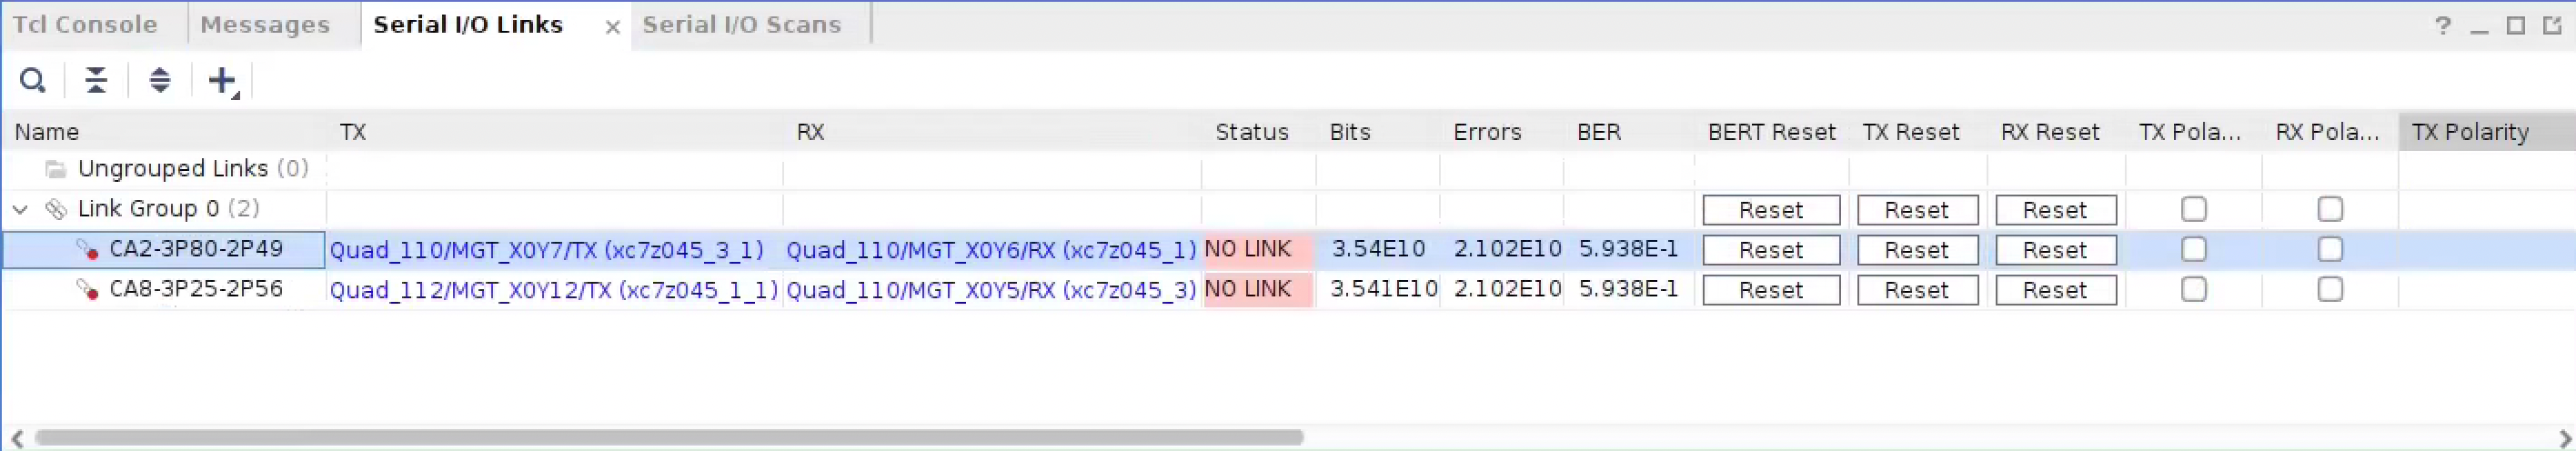 Tcl Console Messages Serial I/O Links × Serial I/O Scans ?
Name TX RX Status Bits Errors BER BERT Reset TX Reset RX Reset TX Pola... RX Pola... TX Polarity
Ungrouped Links (0)
Link Group 0 (2) Reset Reset Reset
CA2-3P80-2P49 Quad_110/MGT_X0Y7/TX (xc7z045_3_1) Quad_110/MGT_X0Y6/RX (xc7z045_1) NO LINK 3.54E10 2.102E10 5.938E-1 Reset Reset Reset
CA8-3P25-2P56 Quad_112/MGT_X0Y12/TX (xc7z045_1_1) Quad_110/MGT_X0Y5/RX (xc7z045_3) NO LINK 3.541E10 2.102E10 5.938E-1 Reset Reset Reset